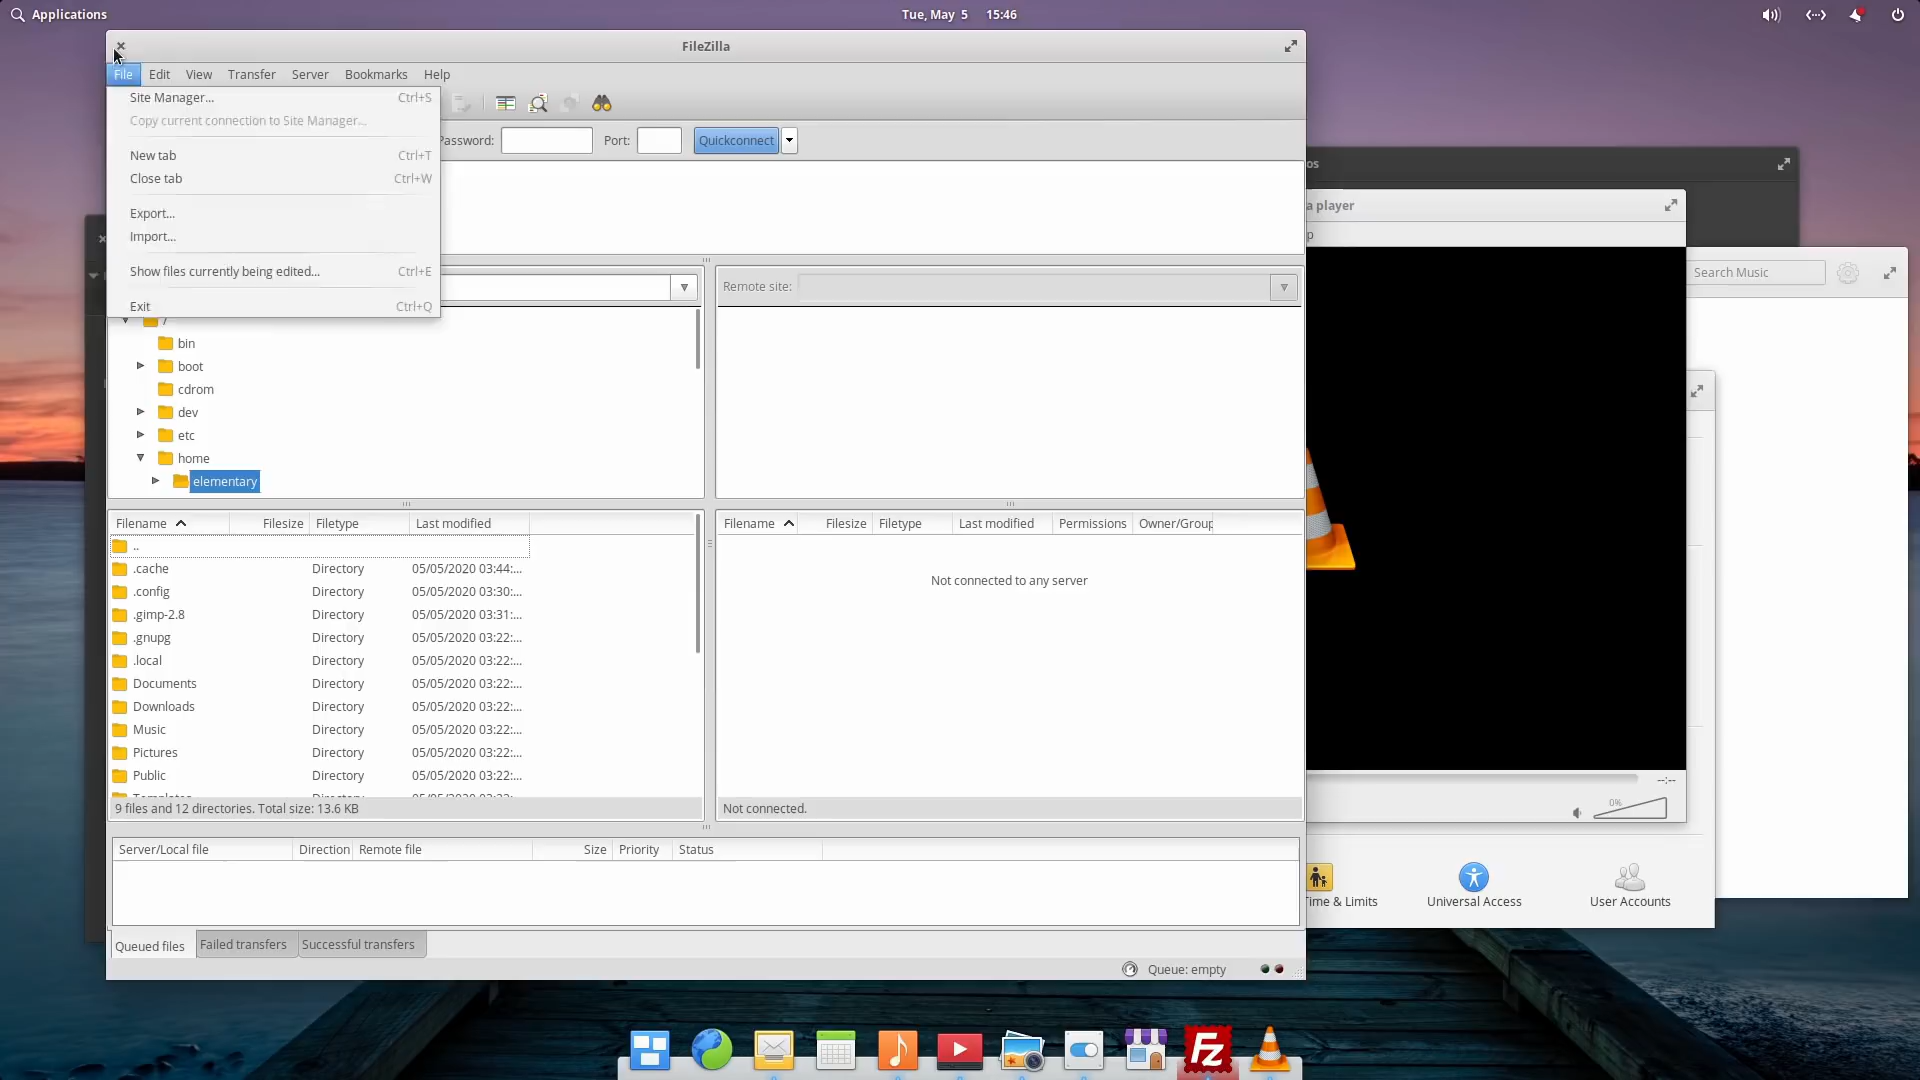 Applications
Tue, May 5 15:46
FileZilla
File Edit View Transfer Server Bookmarks Help
Site Manager... Ctrl+S
Copy current connection to Site Manager...
New tab Ctrl+T
Close tab Ctrl+W
Export...
Import...
Show files currently being edited... Ctrl+E
Exit Ctrl+Q
Password: Port: Quickconnect
os
a player
p
Search Music
Remote site:
/
bin
boot
cdrom
dev
etc
home
elementary
Filename Filesize Filetype Last modified
..
.cache Directory 05/05/2020 03:44:...
.config Directory 05/05/2020 03:30:...
.gimp-2.8 Directory 05/05/2020 03:31:...
.gnupg Directory 05/05/2020 03:22:...
.local Directory 05/05/2020 03:22:...
Documents Directory 05/05/2020 03:22:...
Downloads Directory 05/05/2020 03:22:...
Music Directory 05/05/2020 03:22:...
Pictures Directory 05/05/2020 03:22:...
Public Directory 05/05/2020 03:22:...
9 files and 12 directories. Total size: 13.6 KB
Filename Filesize Filetype Last modified Permissions Owner/Group
Not connected to any server
Not connected.
--:--
0%
Server/Local file Direction Remote file Size Priority Status
Time & Limits Universal Access User Accounts
Queued files Failed transfers Successful transfers
Queue: empty
Fz